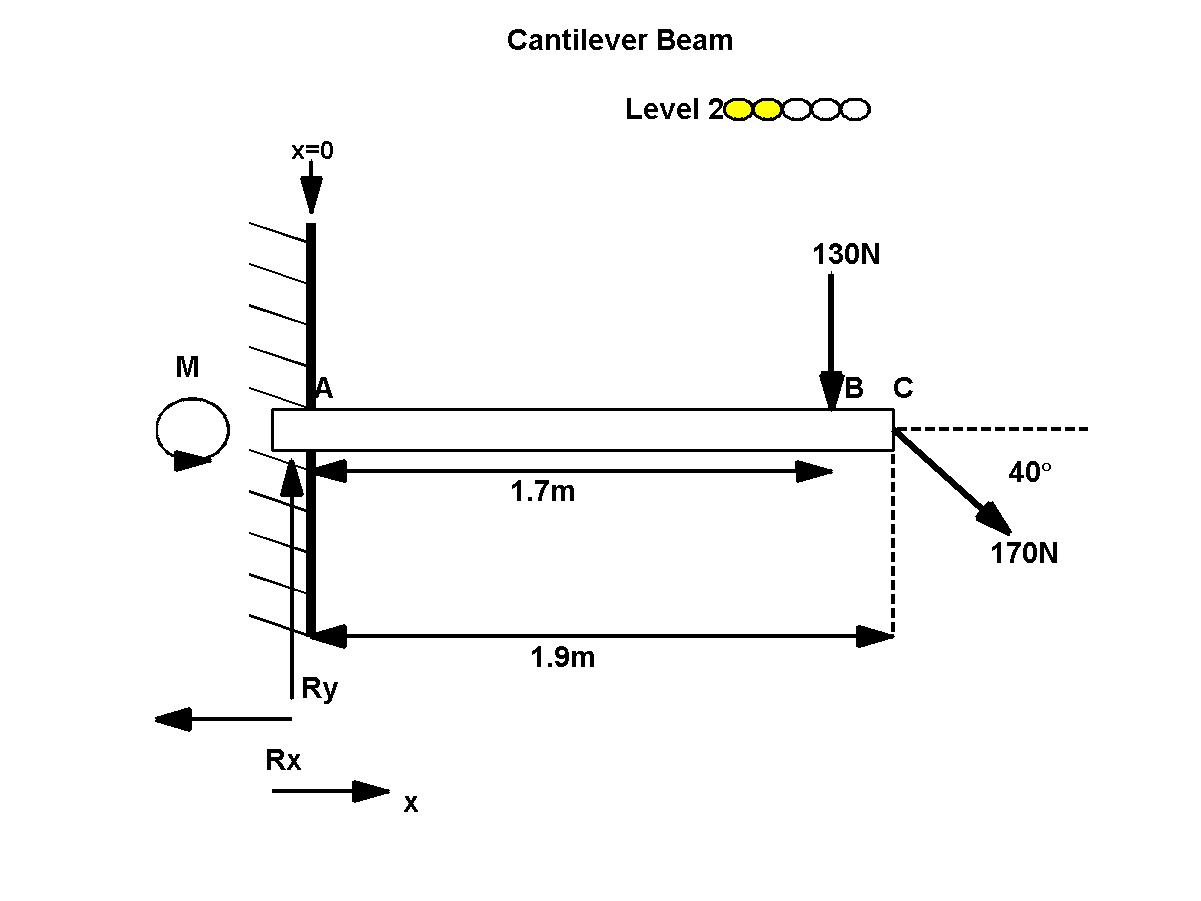 Cantilever Beam
Level 2
x=0
130N
M
A
B
C
40°
1.7m
170N
1.9m
Ry
Rx
x